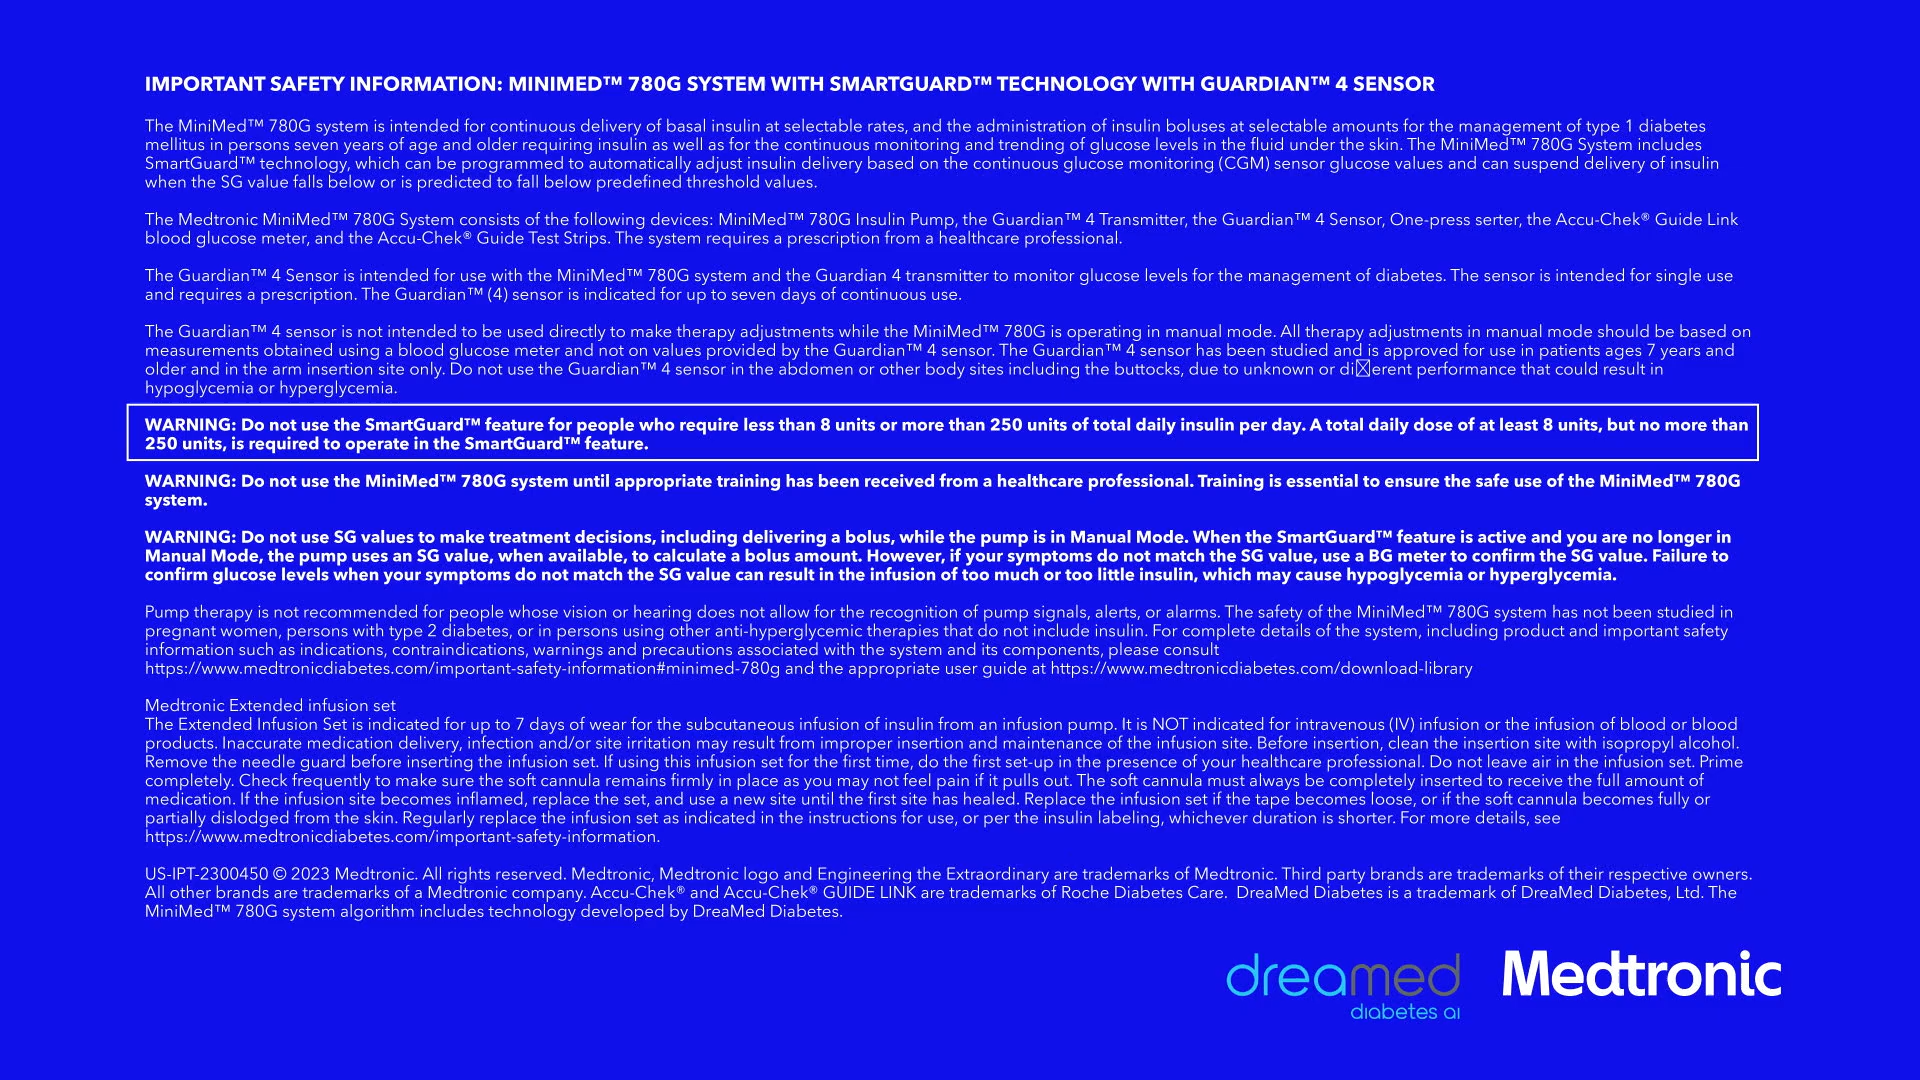 IMPORTANT SAFETY INFORMATION: MINIMED™ 780G SYSTEM WITH SMARTGUARD™ TECHNOLOGY WITH GUARDIAN™ 4 SENSOR
The MiniMed™ 780G system is intended for continuous delivery of basal insulin at selectable rates, and the administration of insulin boluses at selectable amounts for the management of type 1 diabetes
mellitus in persons seven years of age and older requiring insulin as well as for the continuous monitoring and trending of glucose levels in the fluid under the skin. The MiniMed™ 780G System includes
SmartGuard™ technology, which can be programmed to automatically adjust insulin delivery based on the continuous glucose monitoring (CGM) sensor glucose values and can suspend delivery of insulin
when the SG value falls below or is predicted to fall below predefined threshold values.
The Medtronic MiniMed™ 780G System consists of the following devices: MiniMed™ 780G Insulin Pump, the Guardian™ 4 Transmitter, the Guardian™ 4 Sensor, One-press serter, the Accu-Chek® Guide Link
blood glucose meter, and the Accu-Chek® Guide Test Strips. The system requires a prescription from a healthcare professional.
The Guardian™ 4 Sensor is intended for use with the MiniMed™ 780G system and the Guardian 4 transmitter to monitor glucose levels for the management of diabetes. The sensor is intended for single use
and requires a prescription. The Guardian™ (4) sensor is indicated for up to seven days of continuous use.
The Guardian™ 4 sensor is not intended to be used directly to make therapy adjustments while the MiniMed™ 780G is operating in manual mode. All therapy adjustments in manual mode should be based on
measurements obtained using a blood glucose meter and not on values provided by the Guardian™ 4 sensor. The Guardian™ 4 sensor has been studied and is approved for use in patients ages 7 years and
older and in the arm insertion site only. Do not use the Guardian™ 4 sensor in the abdomen or other body sites including the buttocks, due to unknown or di☒erent performance that could result in
hypoglycemia or hyperglycemia.
WARNING: Do not use the SmartGuard™ feature for people who require less than 8 units or more than 250 units of total daily insulin per day. A total daily dose of at least 8 units, but no more than
250 units, is required to operate in the SmartGuard™ feature.
WARNING: Do not use the MiniMed™ 780G system until appropriate training has been received from a healthcare professional. Training is essential to ensure the safe use of the MiniMed™ 780G
system.
WARNING: Do not use SG values to make treatment decisions, including delivering a bolus, while the pump is in Manual Mode. When the SmartGuard™ feature is active and you are no longer in
Manual Mode, the pump uses an SG value, when available, to calculate a bolus amount. However, if your symptoms do not match the SG value, use a BG meter to confirm the SG value. Failure to
confirm glucose levels when your symptoms do not match the SG value can result in the infusion of too much or too little insulin, which may cause hypoglycemia or hyperglycemia.
Pump therapy is not recommended for people whose vision or hearing does not allow for the recognition of pump signals, alerts, or alarms. The safety of the MiniMed™ 780G system has not been studied in
pregnant women, persons with type 2 diabetes, or in persons using other anti-hyperglycemic therapies that do not include insulin. For complete details of the system, including product and important safety
information such as indications, contraindications, warnings and precautions associated with the system and its components, please consult
https://www.medtronicdiabetes.com/important-safety-information#minimed-780g and the appropriate user guide at https://www.medtronicdiabetes.com/download-library
Medtronic Extended infusion set
The Extended Infusion Set is indicated for up to 7 days of wear for the subcutaneous infusion of insulin from an infusion pump. It is NOT indicated for intravenous (IV) infusion or the infusion of blood or blood
products. Inaccurate medication delivery, infection and/or site irritation may result from improper insertion and maintenance of the infusion site. Before insertion, clean the insertion site with isopropyl alcohol.
Remove the needle guard before inserting the infusion set. If using this infusion set for the first time, do the first set-up in the presence of your healthcare professional. Do not leave air in the infusion set. Prime
completely. Check frequently to make sure the soft cannula remains firmly in place as you may not feel pain if it pulls out. The soft cannula must always be completely inserted to receive the full amount of
medication. If the infusion site becomes inflamed, replace the set, and use a new site until the first site has healed. Replace the infusion set if the tape becomes loose, or if the soft cannula becomes fully or
partially dislodged from the skin. Regularly replace the infusion set as indicated in the instructions for use, or per the insulin labeling, whichever duration is shorter. For more details, see
https://www.medtronicdiabetes.com/important-safety-information.
US-IPT-2300450 © 2023 Medtronic. All rights reserved. Medtronic, Medtronic logo and Engineering the Extraordinary are trademarks of Medtronic. Third party brands are trademarks of their respective owners.
All other brands are trademarks of a Medtronic company. Accu-Chek® and Accu-Chek® GUIDE LINK are trademarks of Roche Diabetes Care.  DreaMed Diabetes is a trademark of DreaMed Diabetes, Ltd. The
MiniMed™ 780G system algorithm includes technology developed by DreaMed Diabetes.
dreamed
diabetes ai
Medtronic